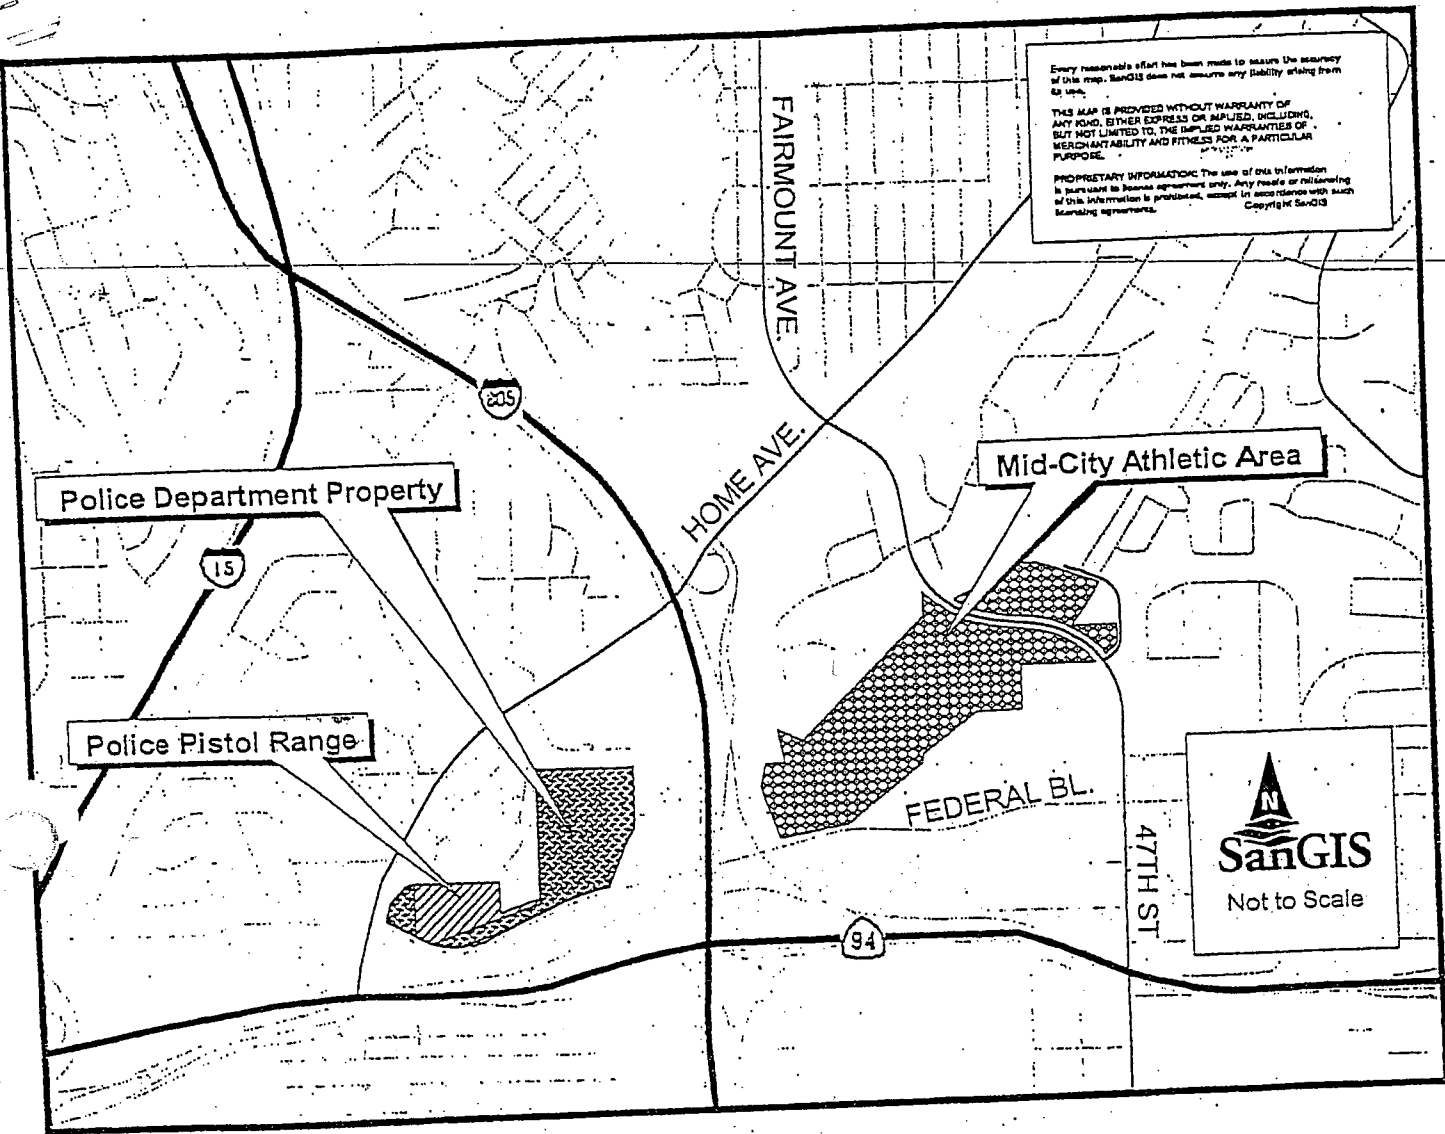 Every reasonable effort has been made to assure the accuracy
of this map. SanGIS does not assume any liability arising from
its use.
THIS MAP IS PROVIDED WITHOUT WARRANTY OF
ANY KIND, EITHER EXPRESS OR IMPLIED, INCLUDING,
BUT NOT LIMITED TO, THE IMPLIED WARRANTIES OF
MERCHANTABILITY AND FITNESS FOR A PARTICULAR
PURPOSE.
PROPRIETARY INFORMATION: The use of this information
is pursuant to license agreement only. Any resale or relicensing
of this information is prohibited, except in accordance with such
licensing agreements.
Copyright SanGIS
FAIRMOUNT AVE.
805
HOME AVE.
Mid-City Athletic Area
Police Department Property
15
Police Pistol Range
FEDERAL BL.
47TH ST
N
SanGIS
Not to Scale
94